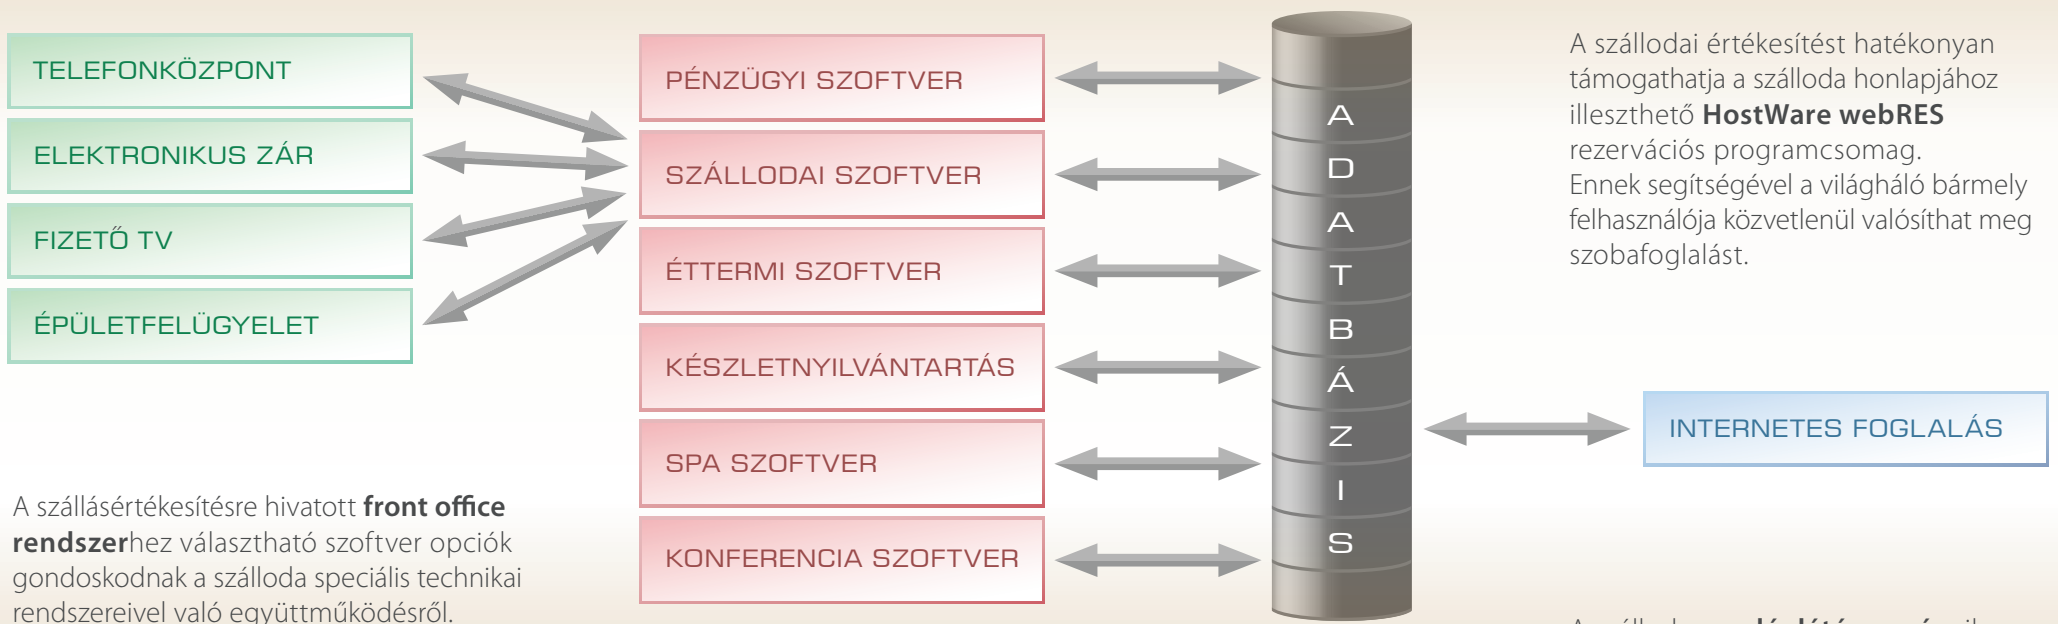 TELEFONKÖZPONT
ELEKTRONIKUS ZÁR
FIZETŐ TV
ÉPÜLETFELÜGYELET
A szállásértékesítésre hivatott front office
rendszerhez választható szoftver opciók
gondoskodnak a szálloda speciális technikai
rendszereivel való együttműködésről.
PÉNZÜGYI SZOFTVER
SZÁLLODAI SZOFTVER
ÉTTERMI SZOFTVER
KÉSZLETNYILVÁNTARTÁS
SPA SZOFTVER
KONFERENCIA SZOFTVER
A
D
A
T
B
Á
Z
I
S
A szállodai értékesítést hatékonyan
támogathatja a szálloda honlapjához
illeszthető HostWare webRES
rezervációs programcsomag.
Ennek segítségével a világháló bármely
felhasználója közvetlenül valósíthat meg
szobafoglalást.
INTERNETES FOGLALÁS